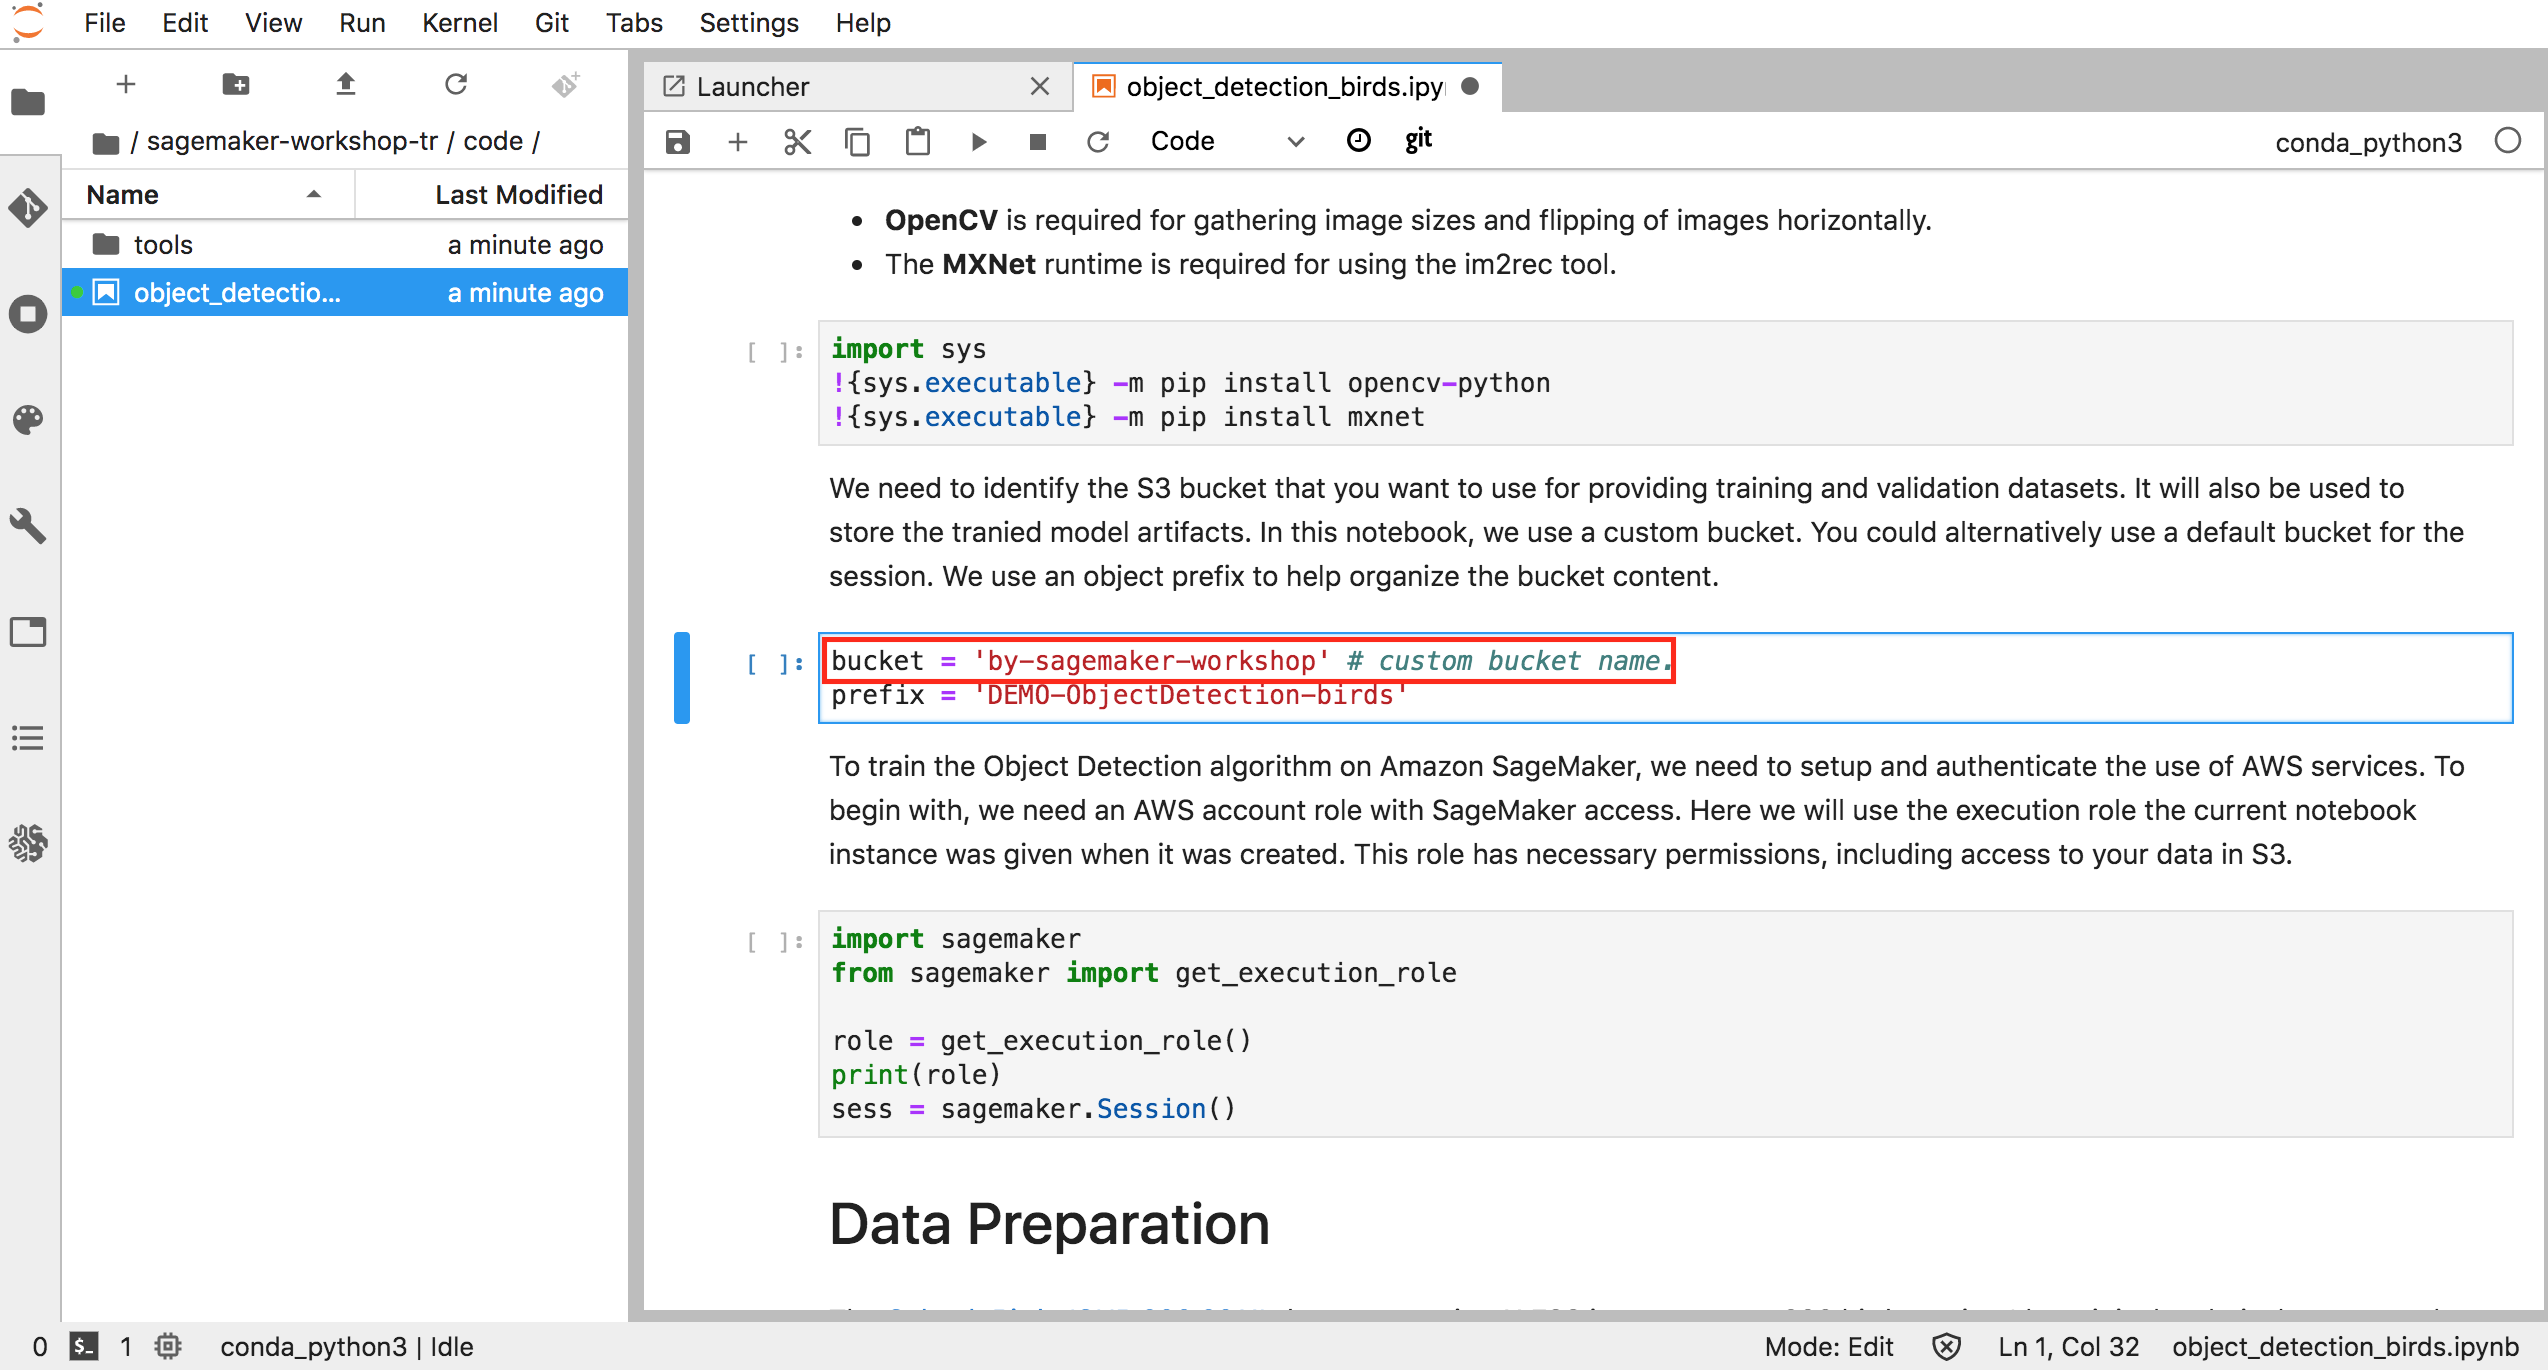 File Edit View Run Kernel Git Tabs Settings Help
/ sagemaker-workshop-tr / code /
Name Last Modified
tools a minute ago
object_detectio... a minute ago
Launcher
object_detection_birds.ipy
Code
git
conda_python3
• OpenCV is required for gathering image sizes and flipping of images horizontally.
• The MXNet runtime is required for using the im2rec tool.
[ ]:
import sys
!{sys.executable} -m pip install opencv-python
!{sys.executable} -m pip install mxnet
We need to identify the S3 bucket that you want to use for providing training and validation datasets. It will also be used to
store the tranied model artifacts. In this notebook, we use a custom bucket. You could alternatively use a default bucket for the
session. We use an object prefix to help organize the bucket content.
[ ]:
bucket = 'by-sagemaker-workshop' # custom bucket name.
prefix = 'DEMO-ObjectDetection-birds'
To train the Object Detection algorithm on Amazon SageMaker, we need to setup and authenticate the use of AWS services. To
begin with, we need an AWS account role with SageMaker access. Here we will use the execution role the current notebook
instance was given when it was created. This role has necessary permissions, including access to your data in S3.
[ ]:
import sagemaker
from sagemaker import get_execution_role
role = get_execution_role()
print(role)
sess = sagemaker.Session()
Data Preparation
0 $_ 1 conda_python3 | Idle
Mode: Edit Ln 1, Col 32 object_detection_birds.ipynb